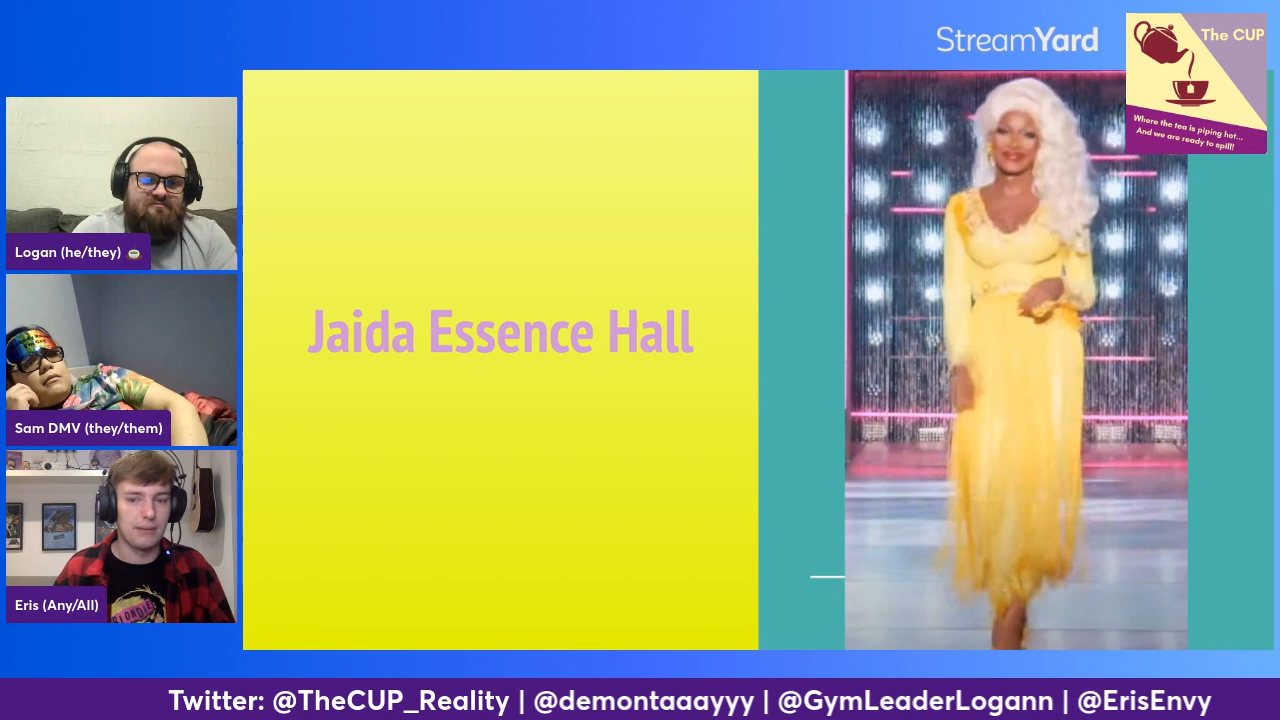 StreamYard
The CUP
Where the tea is piping hot...
And we are ready to spill!
Logan (he/they)
Sam DMV (they/them)
Eris (Any/All)
Jaida Essence Hall
BLONDIE
Twitter: @TheCUP_Reality | @demontaaayyy | @GymLeaderLogann | @ErisEnvy